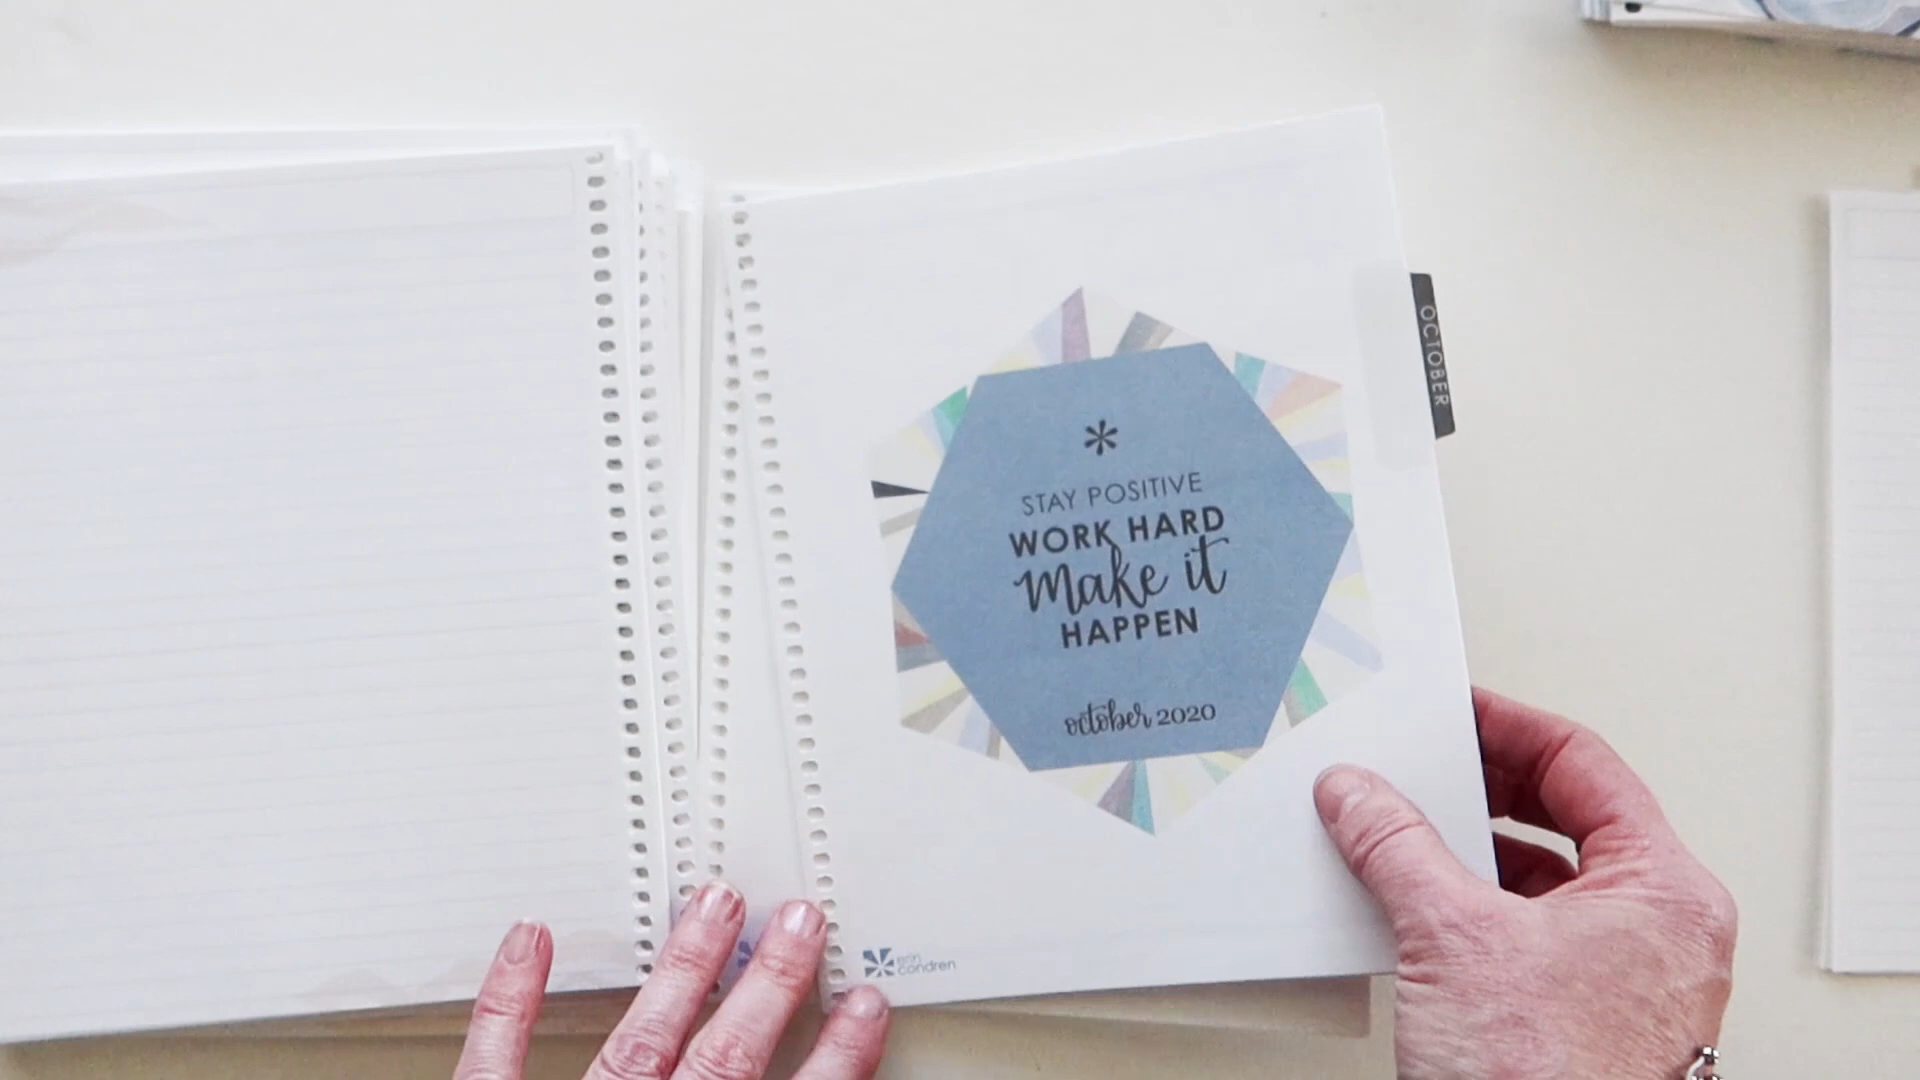 STAY POSITIVE
WORK HARD
make it
HAPPEN
october 2020
OCTOBER
erin
condren